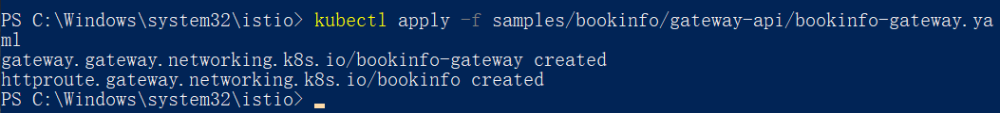 PS C:\Windows\system32\istio> kubectl apply -f samples/bookinfo/gateway-api/bookinfo-gateway.ya
ml
gateway.gateway.networking.k8s.io/bookinfo-gateway created
httproute.gateway.networking.k8s.io/bookinfo created
PS C:\Windows\system32\istio>